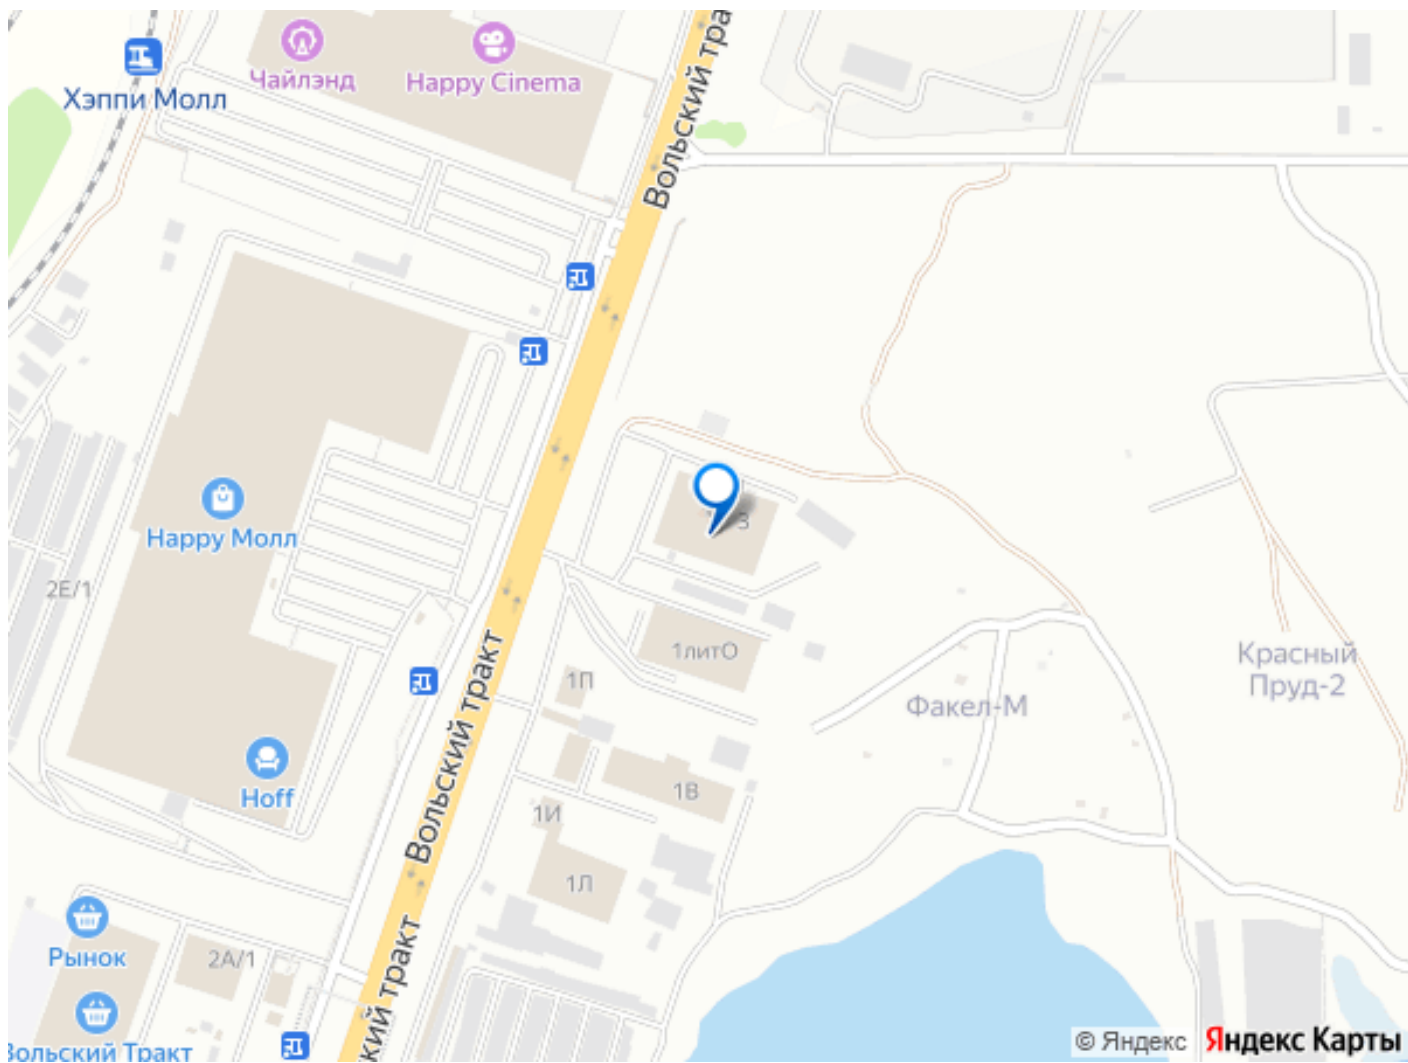 Чайлэнд
Happy Cinema
Хэппи Молл
Вольский тра
Happy Молл
2Е/1
3
1литО
1П
Факел-М
Красный
Пруд-2
Вольский тракт
Hoff
1В
1И
1Л
Рынок
2А/1
кий тракт
Вольский Тракт
© Яндекс
Яндекс Карты